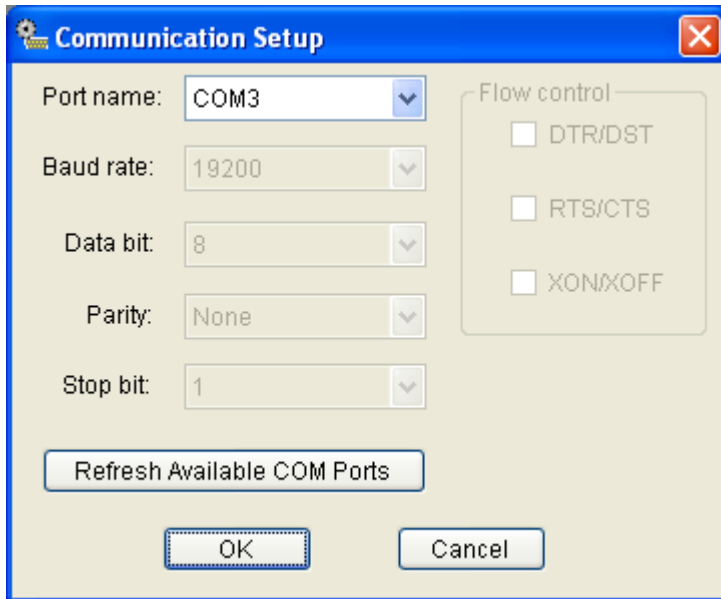 Communication Setup
Port name: COM3
Flow control
DTR/DST
Baud rate: 19200
RTS/CTS
Data bit: 8
XON/XOFF
Parity: None
Stop bit: 1
Refresh Available COM Ports
OK Cancel